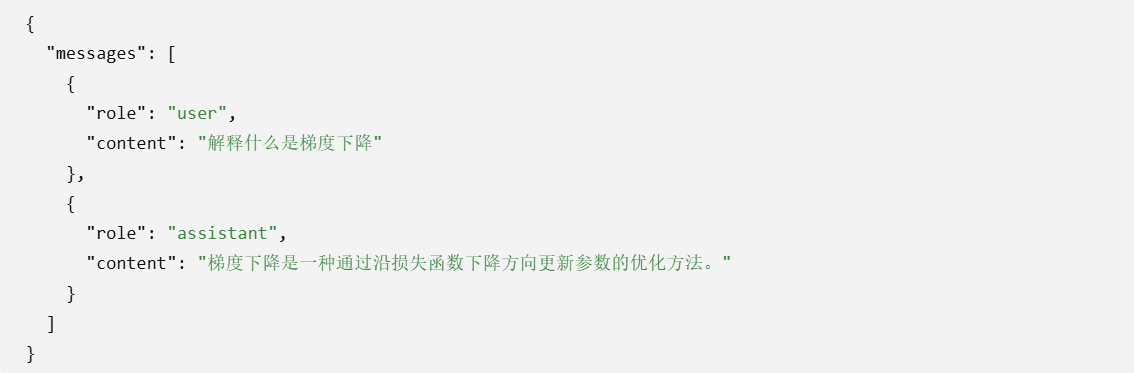 {
  "messages": [
    {
      "role": "user",
      "content": "解释什么是梯度下降"
    },
    {
      "role": "assistant",
      "content": "梯度下降是一种通过沿损失函数下降方向更新参数的优化方法。"
    }
  ]
}